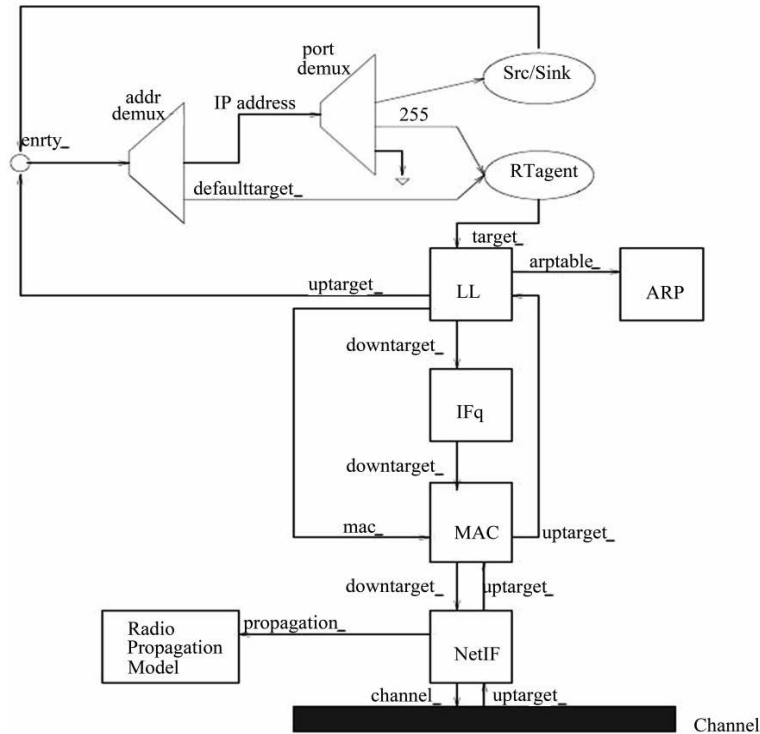 port
demux
Src/Sink
addr
demux
IP address
255
enrty_
RTagent
defaulttarget_
target_
arptable_
uptarget_
LL
ARP
downtarget_
IFq
downtarget_
mac_
MAC
uptarget_
downtarget_
uptarget_
Radio
Propagation
Model
propagation_
NetIF
channel_
uptarget_
Channel